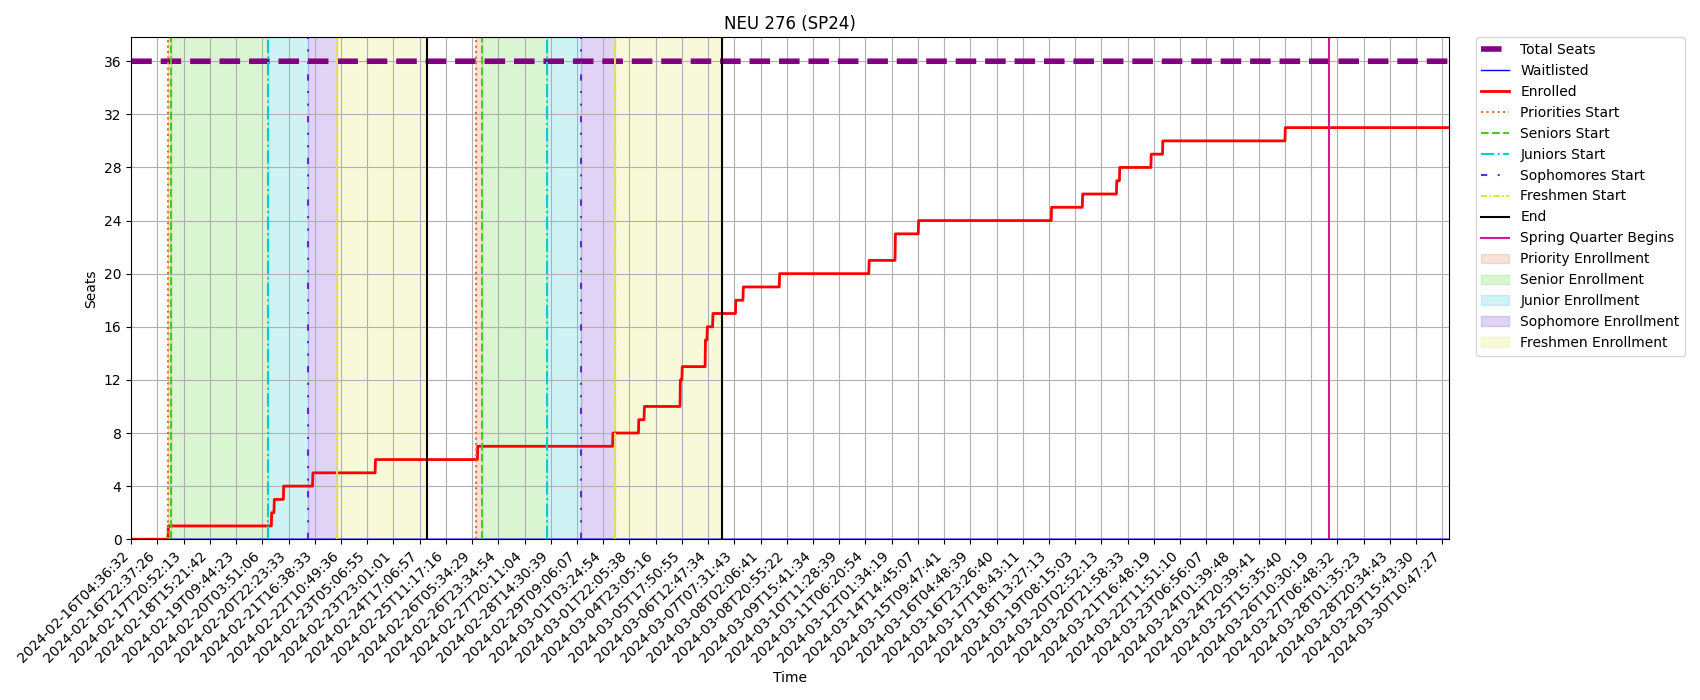 NEU 276 (SP24)
Seats
36
32
28
24
20
16
12
8
4
0
2024-02-16T04:36:32
2024-02-16T22:37:26
2024-02-17T20:52:13
2024-02-18T15:21:42
2024-02-19T09:44:23
2024-02-20T03:51:06
2024-02-20T22:23:33
2024-02-21T16:38:33
2024-02-22T10:49:36
2024-02-23T05:06:55
2024-02-23T23:01:01
2024-02-24T17:06:57
2024-02-25T11:17:16
2024-02-26T05:34:29
2024-02-26T23:34:54
2024-02-27T20:11:04
2024-02-28T14:30:39
2024-02-29T09:06:07
2024-03-01T03:24:54
2024-03-01T22:05:38
2024-03-04T23:05:16
2024-03-05T17:50:55
2024-03-06T12:47:34
2024-03-07T07:31:43
2024-03-08T02:06:41
2024-03-08T20:55:22
2024-03-09T15:41:34
2024-03-10T11:28:39
2024-03-11T06:20:54
2024-03-12T01:34:19
2024-03-14T14:45:07
2024-03-15T09:47:41
2024-03-16T04:48:39
2024-03-16T23:26:40
2024-03-17T18:43:11
2024-03-18T13:27:13
2024-03-19T08:15:03
2024-03-20T02:52:13
2024-03-20T21:58:33
2024-03-21T16:48:19
2024-03-22T11:51:10
2024-03-23T06:56:07
2024-03-24T01:39:48
2024-03-24T20:39:41
2024-03-25T15:35:40
2024-03-26T10:30:19
2024-03-27T06:48:32
2024-03-28T01:35:23
2024-03-28T20:34:43
2024-03-29T15:43:30
2024-03-30T10:47:27
Time
Total Seats
Waitlisted
Enrolled
Priorities Start
Seniors Start
Juniors Start
Sophomores Start
Freshmen Start
End
Spring Quarter Begins
Priority Enrollment
Senior Enrollment
Junior Enrollment
Sophomore Enrollment
Freshmen Enrollment